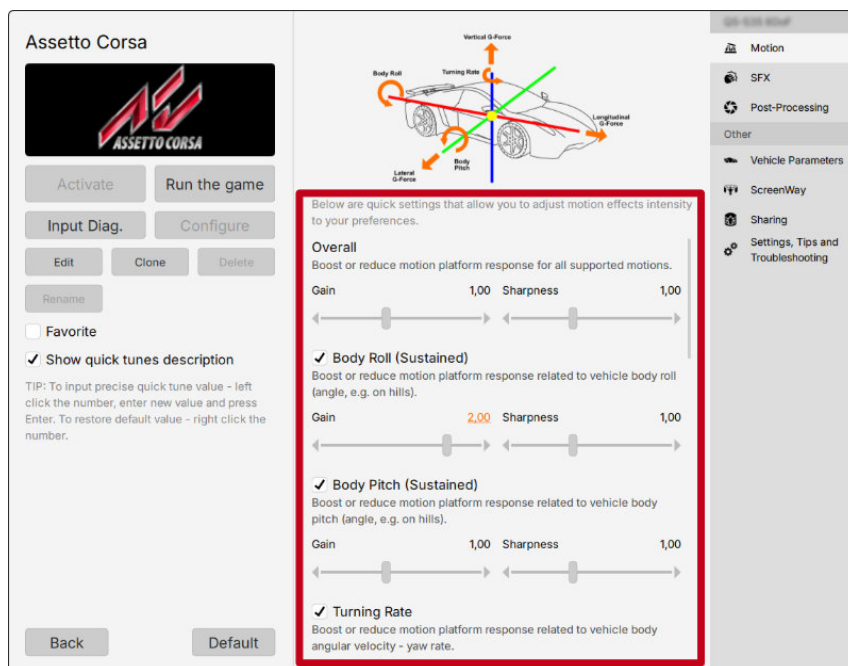 Assetto Corsa
ASSETTO CORSA
Activate
Run the game
Input Diag.
Configure
Edit
Clone
Delete
Rename
Favorite
Show quick tunes description
TIP: To input precise quick tune value - left
click the number, enter new value and press
Enter. To restore default value - right click the
number.
Back
Default
Vertical G-Force
Body Roll
Turning Rate
Longitudinal
G-Force
Lateral
G-Force
Body
Pitch
Below are quick settings that allow you to adjust motion effects intensity
to your preferences.
Overall
Boost or reduce motion platform response for all supported motions.
Gain 1,00 Sharpness 1,00
Body Roll (Sustained)
Boost or reduce motion platform response related to vehicle body roll
(angle, e.g. on hills).
Gain 2,00 Sharpness 1,00
Body Pitch (Sustained)
Boost or reduce motion platform response related to vehicle body
pitch (angle, e.g. on hills).
Gain 1,00 Sharpness 1,00
Turning Rate
Boost or reduce motion platform response related to vehicle body
angular velocity - yaw rate.
Motion
SFX
Post-Processing
Other
Vehicle Parameters
ScreenWay
Sharing
Settings, Tips and
Troubleshooting